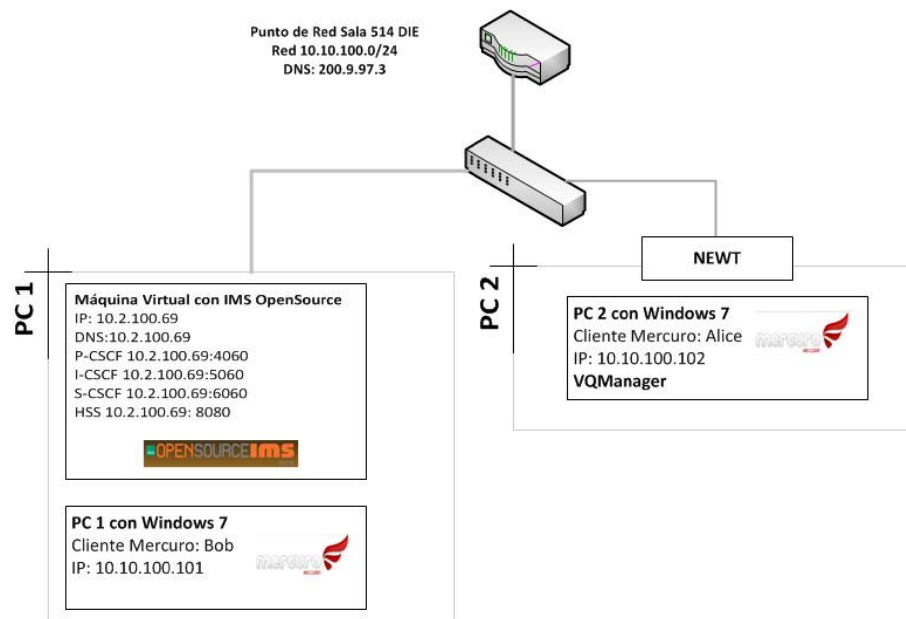 Punto de Red Sala 514 DIE
Red 10.10.100.0/24
DNS: 200.9.97.3
PC 1
Máquina Virtual con IMS OpenSource
IP: 10.2.100.69
DNS:10.2.100.69
P-CSCF 10.2.100.69:4060
I-CSCF 10.2.100.69:5060
S-CSCF 10.2.100.69:6060
HSS 10.2.100.69: 8080
OPENSOURCEIMS
PC 1 con Windows 7
Cliente Mercuro: Bob
IP: 10.10.100.101
mercuro
PC 2
NEWT
PC 2 con Windows 7
Cliente Mercuro: Alice
IP: 10.10.100.102
VQManager
mercuro